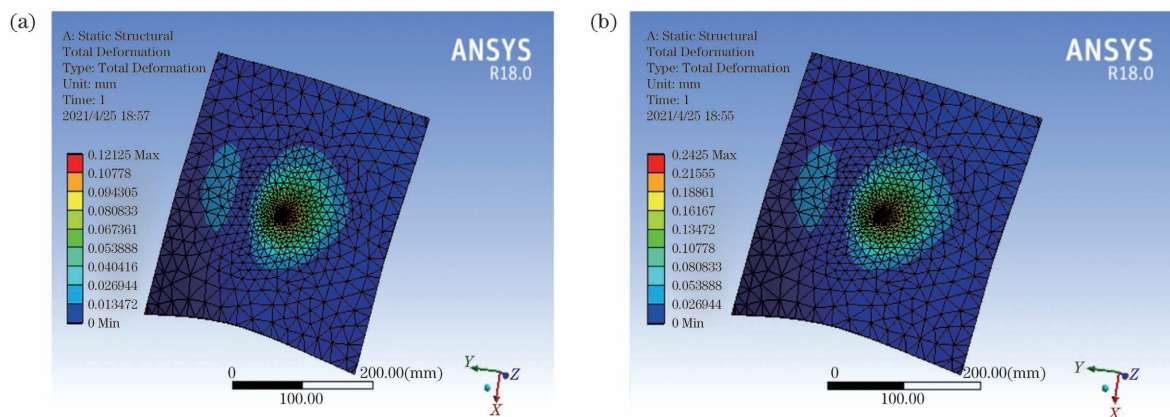 (a)
A: Static Structural
Total Deformation
Type: Total Deformation
Unit: mm
Time: 1
2021/4/25 18:57
ANSYS
R18.0
0.12125 Max
0.10778
0.094305
0.080833
0.067361
0.053888
0.040416
0.026944
0.013472
0 Min
0
200.00(mm)
100.00
Y
Z
X
(b)
A: Static Structural
Total Deformation
Type: Total Deformation
Unit: mm
Time: 1
2021/4/25 18:55
ANSYS
R18.0
0.2425 Max
0.21555
0.18861
0.16167
0.13472
0.10778
0.080833
0.053888
0.026944
0 Min
0
200.00(mm)
100.00
Y
Z
X